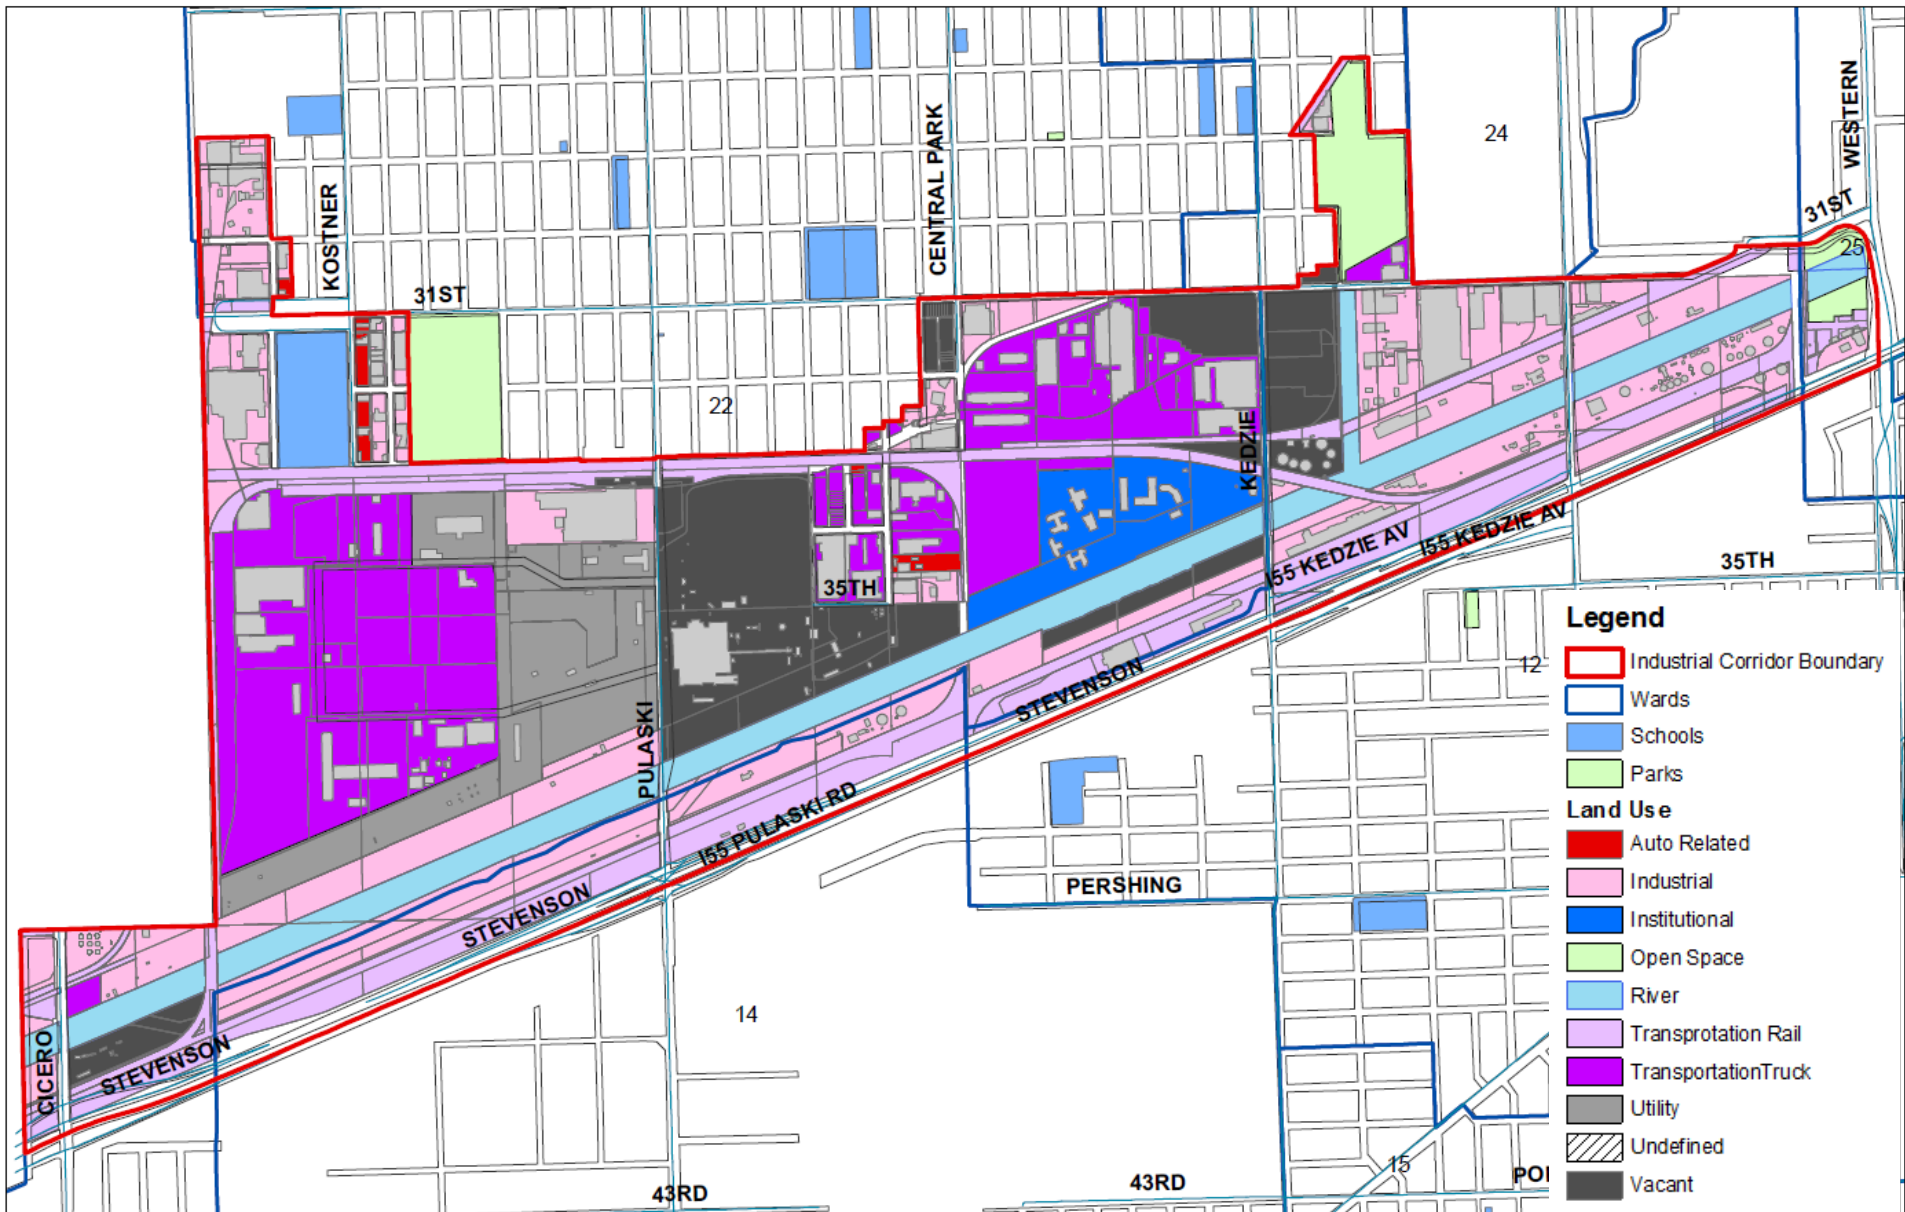 24
WESTERN
CENTRAL PARK
KOSTNER
31ST
25
31ST
22
KEDZIE
I55 KEDZIE AV
I55 KEDZIE AV
35TH
35TH
12
STEVENSON
PULASKI
I55 PULASKI RD
PERSHING
STEVENSON
14
CICERO
STEVENSON
15
43RD
43RD
POI
Legend
Industrial Corridor Boundary
Wards
Schools
Parks
Land Use
Auto Related
Industrial
Institutional
Open Space
River
Transprotation Rail
TransportationTruck
Utility
Undefined
Vacant